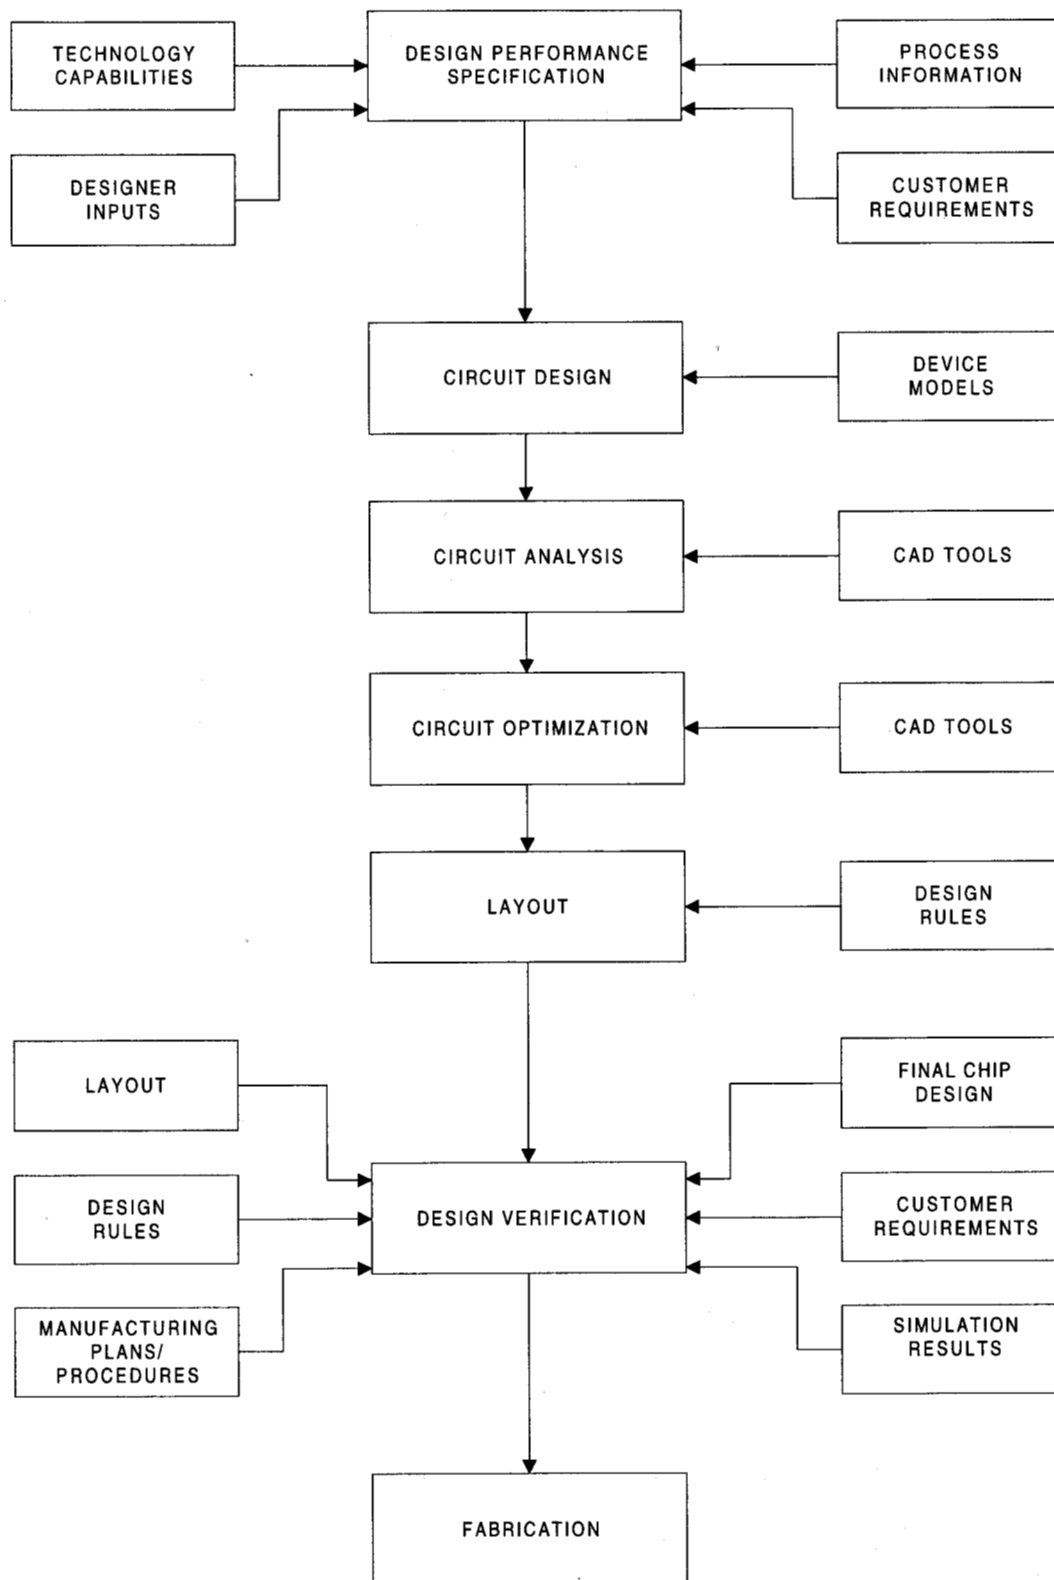 TECHNOLOGY
CAPABILITIES
DESIGN PERFORMANCE
SPECIFICATION
PROCESS
INFORMATION
DESIGNER
INPUTS
CUSTOMER
REQUIREMENTS
CIRCUIT DESIGN
DEVICE
MODELS
CIRCUIT ANALYSIS
CAD TOOLS
CIRCUIT OPTIMIZATION
CAD TOOLS
LAYOUT
DESIGN
RULES
LAYOUT
FINAL CHIP
DESIGN
DESIGN
RULES
DESIGN VERIFICATION
CUSTOMER
REQUIREMENTS
MANUFACTURING
PLANS/
PROCEDURES
SIMULATION
RESULTS
FABRICATION